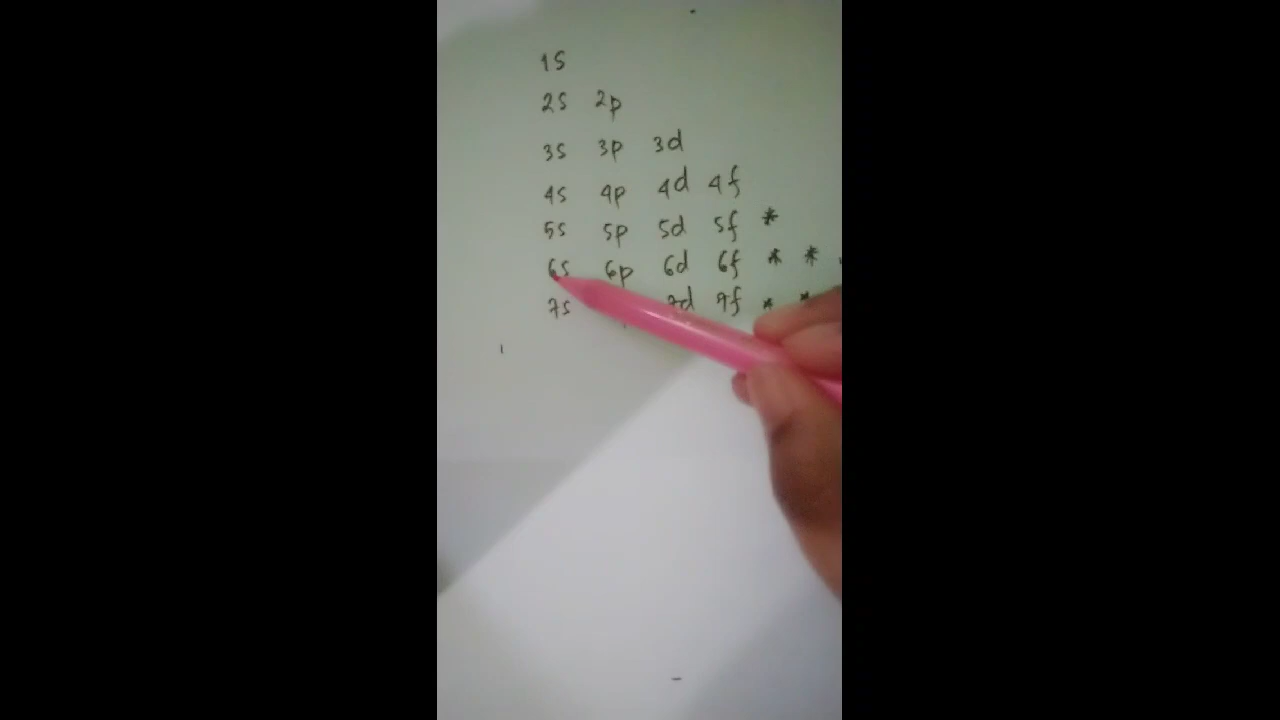 1s
2s 2p
3s 3p 3d
4s 4p 4d 4f
5s 5p 5d 5f *
6s 6p 6d 6f * *
7s 7d 7f * *